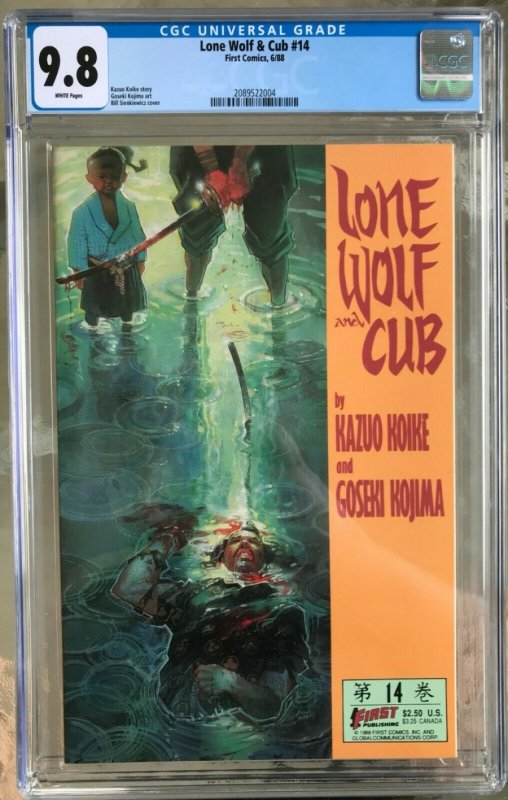 CGC UNIVERSAL GRADE
9.8
WHITE Pages
Lone Wolf & Cub #14
First Comics, 6/88
Kazuo Koike story
Goseki Kojima art
Bill Sienkiewicz cover
2089522004
CGC
LONE
WOLF
and
CUB
by
KAZUO KOIKE
and
GOSEKI KOJIMA
第 14 巻
FIRST
PUBLISHING
$2.50 U.S.
$3.25 CANADA
© 1988 FIRST COMICS, INC. AND
GLOBALCOMMUNICATIONS CORP.